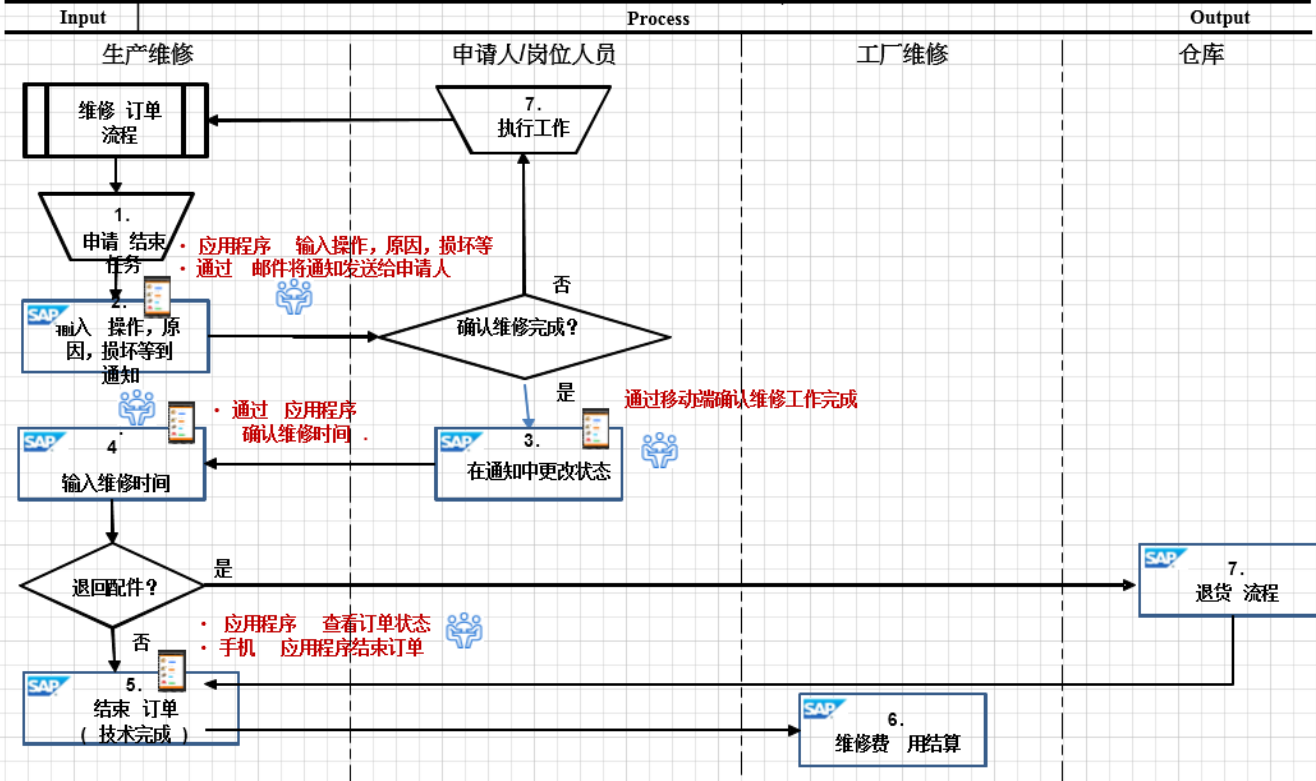 Input
Process
Output
生产维修
申请人/岗位人员
工厂维修
仓库
维修 订单
流程
7.
执行工作
1.
申请 结束
任务
· 应用程序 输入操作，原因，损坏等
· 通过 邮件将通知发送给申请人
否
SAP
2.
输入 操作，原
因，损坏等到
通知
确认维修完成？
是
通过移动端确认维修工作完成
· 通过 应用程序
确认维修时间 .
SAP
4
输入维修时间
SAP
3.
在通知中更改状态
退回配件？
是
SAP
7.
退货 流程
否
· 应用程序 查看订单状态
· 手机 应用程序结束订单
SAP
5.
结束 订单
( 技术完成 )
SAP
6.
维修费 用结算